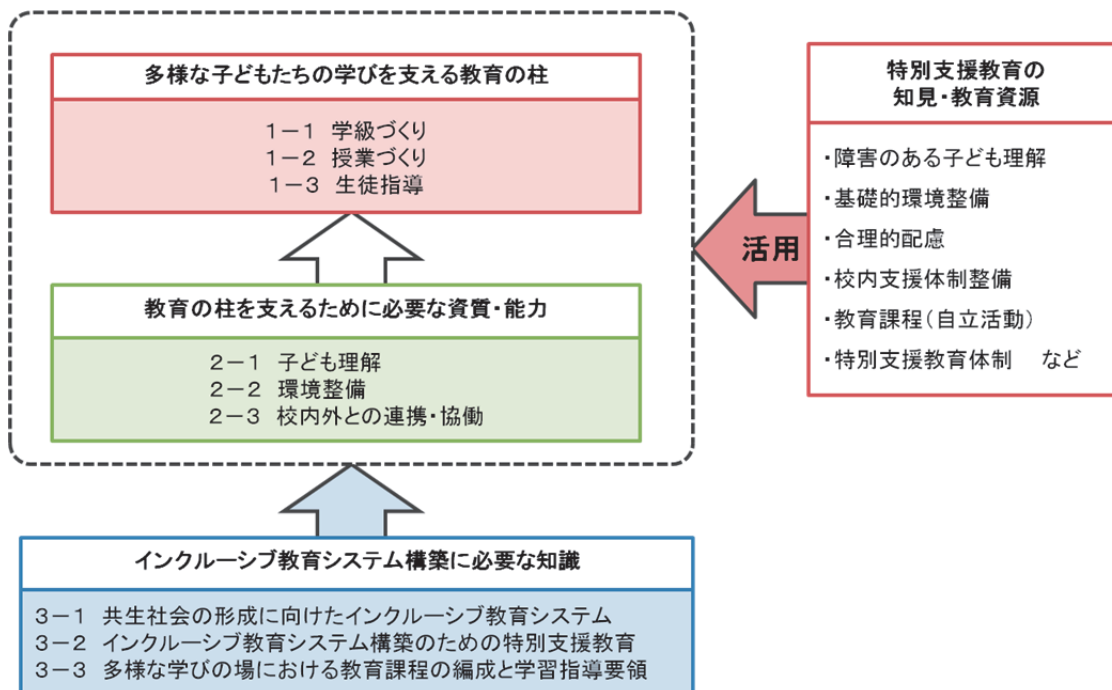 多様な子どもたちの学びを支える教育の柱
1－1 学級づくり
1－2 授業づくり
1－3 生徒指導
教育の柱を支えるために必要な資質・能力
2－1 子ども理解
2－2 環境整備
2－3 校内外との連携・協働
インクルーシブ教育システム構築に必要な知識
3－1 共生社会の形成に向けたインクルーシブ教育システム
3－2 インクルーシブ教育システム構築のための特別支援教育
3－3 多様な学びの場における教育課程の編成と学習指導要領
活用
特別支援教育の
知見・教育資源
・障害のある子ども理解
・基礎的環境整備
・合理的配慮
・校内支援体制整備
・教育課程（自立活動）
・特別支援教育体制　など